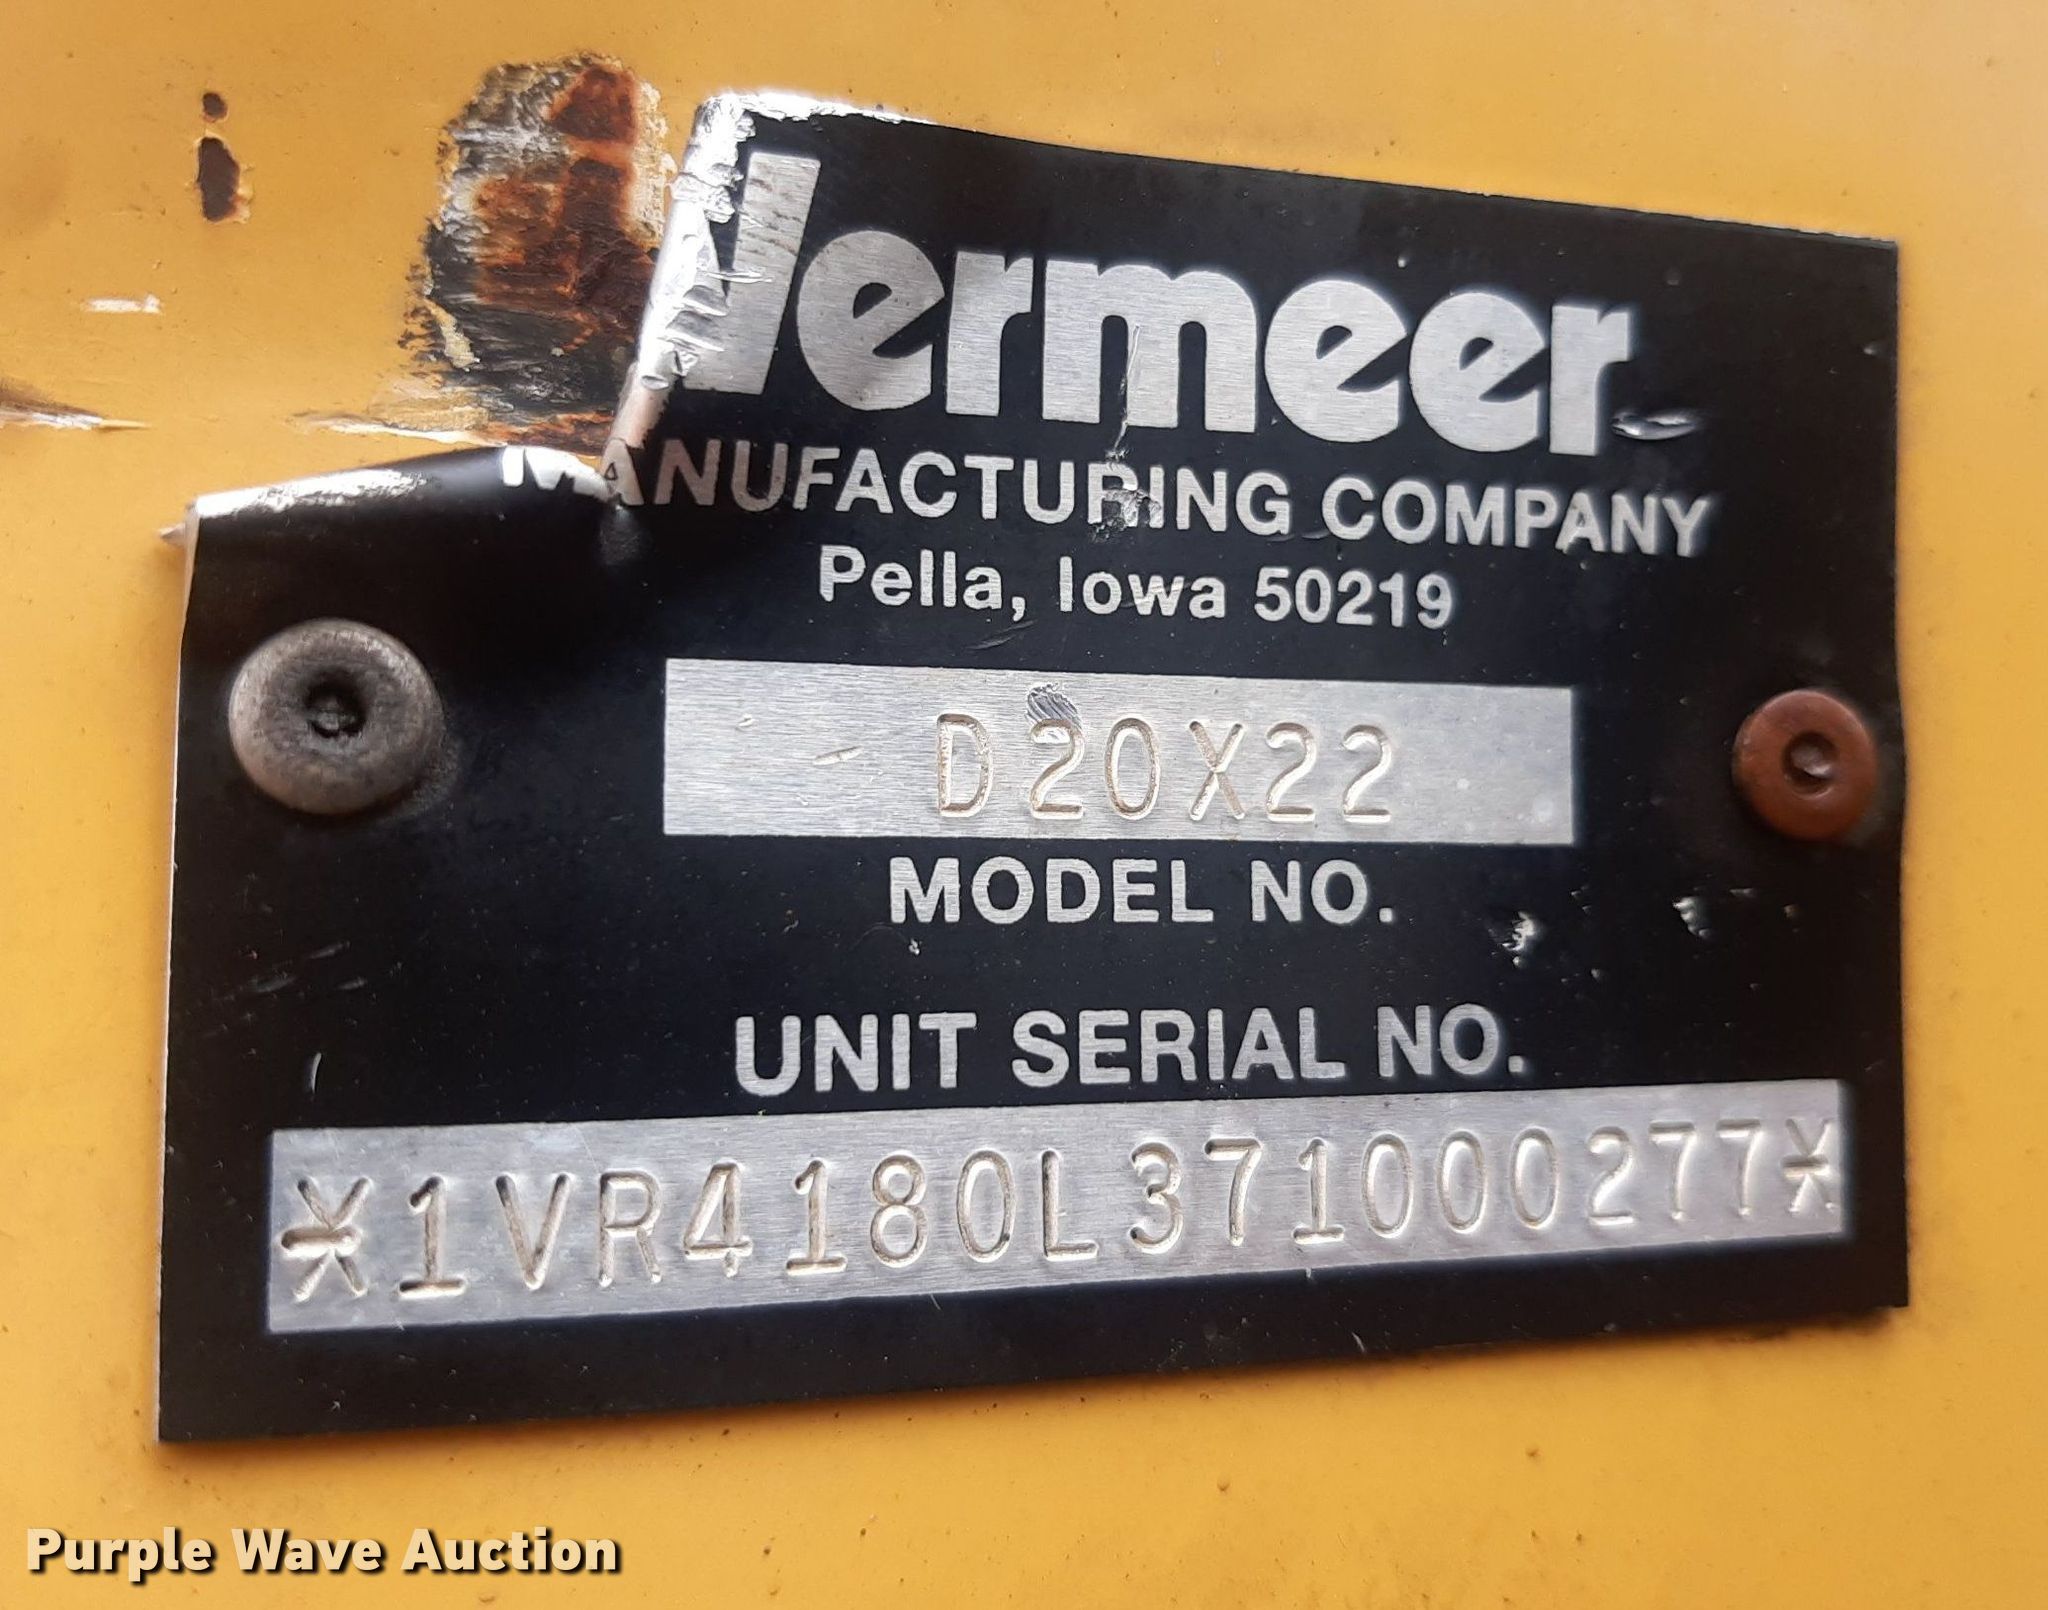 Vermeer
MANUFACTURING COMPANY
Pella, Iowa 50219
D20X22
MODEL NO.
UNIT SERIAL NO.
*1VR4180L371000277*
Purple Wave Auction